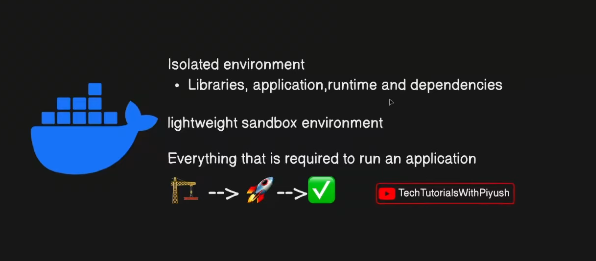 Isolated environment
• Libraries, application,runtime and dependencies
lightweight sandbox environment
Everything that is required to run an application
--> -->
TechTutorialsWithPiyush